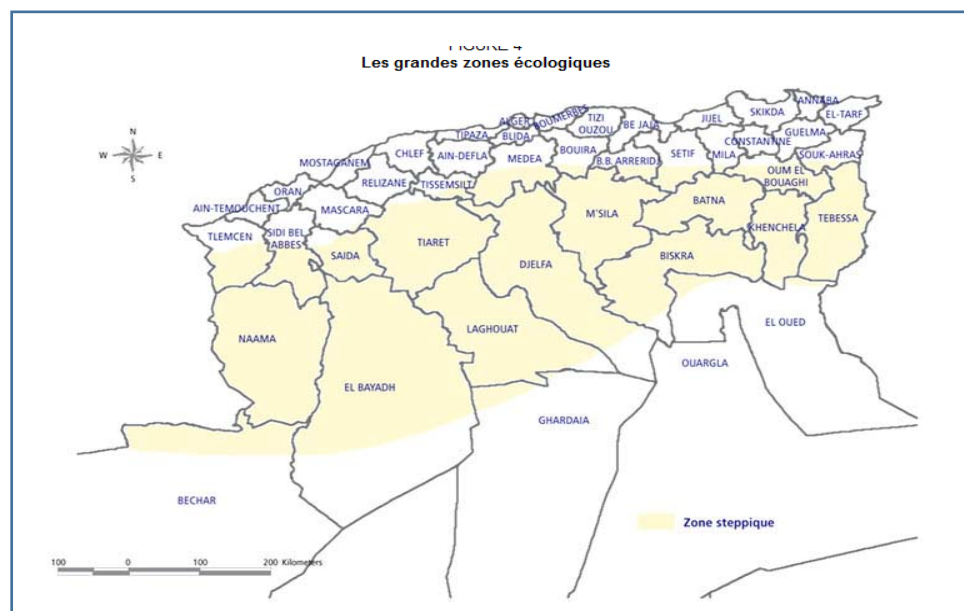 FIGURE 4
Les grandes zones écologiques
N
W
E
S
ANNABA
SKIKDA
EL-TARF
ALGER
BOUMERBES
TIZI
OUZOU
BE JAIA
JIJEL
TIPAZA
BLIDA
CONSTANTINE
GUELMA
CHLEF
AIN-DEFLA
MEDEA
BOUIRA
B.B. ARRERIDJ
SETIF
MILA
SOUK-AHRAS
MOSTAGANEM
OUM EL
BOUAGHI
ORAN
RELIZANE
TISSEMSILT
AIN-TEMOUCHENT
MASCARA
M'SILA
BATNA
TEBESSA
TLEMCEN
SIDI BEL
ABBES
SAIDA
TIARET
KHENCHELA
DJELFA
BISKRA
NAAMA
LAGHOUAT
EL OUED
EL BAYADH
OUARGLA
GHARDAIA
BECHAR
Zone steppique
100 0 100 200 Kilometers